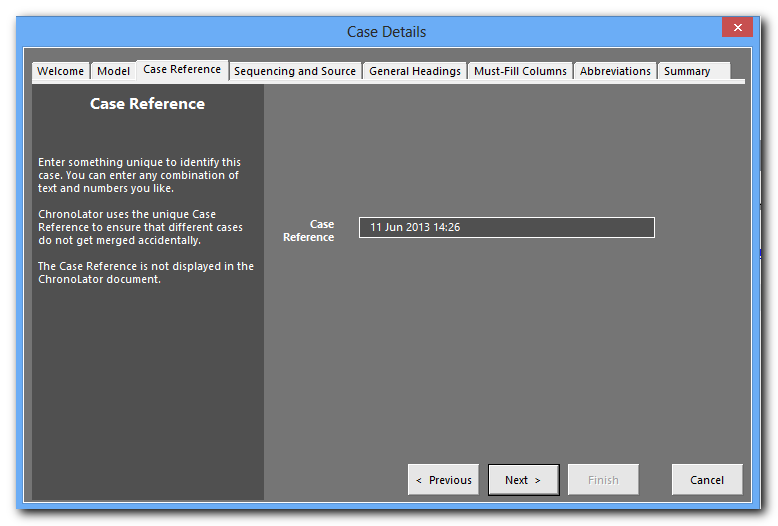 Case Details
Welcome Model Case Reference Sequencing and Source General Headings Must-Fill Columns Abbreviations Summary
Case Reference
Enter something unique to identify this
case. You can enter any combination of
text and numbers you like.
ChronoLator uses the unique Case
Reference to ensure that different cases
do not get merged accidentally.
The Case Reference is not displayed in the
ChronoLator document.
Case
Reference
11 Jun 2013 14:26
< Previous Next > Finish Cancel